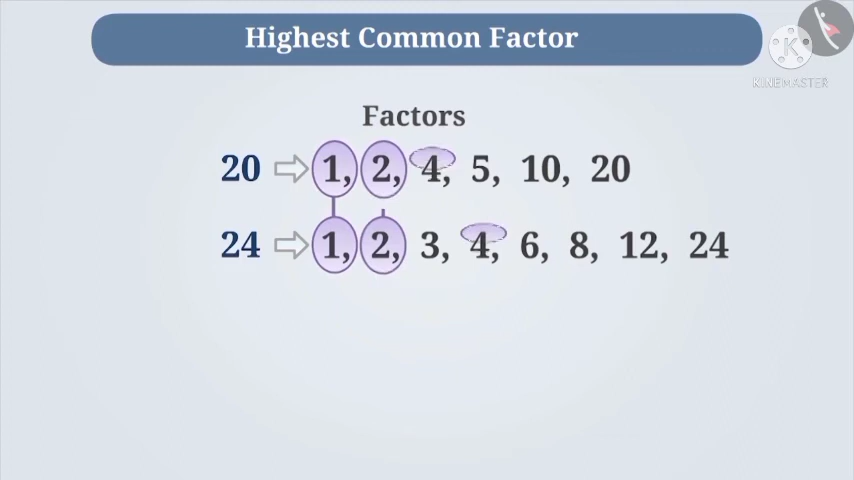 Highest Common Factor
K
KINEMASTER
Factors
20 ⇨ 1, 2, 4, 5, 10, 20
24 ⇨ 1, 2, 3, 4, 6, 8, 12, 24